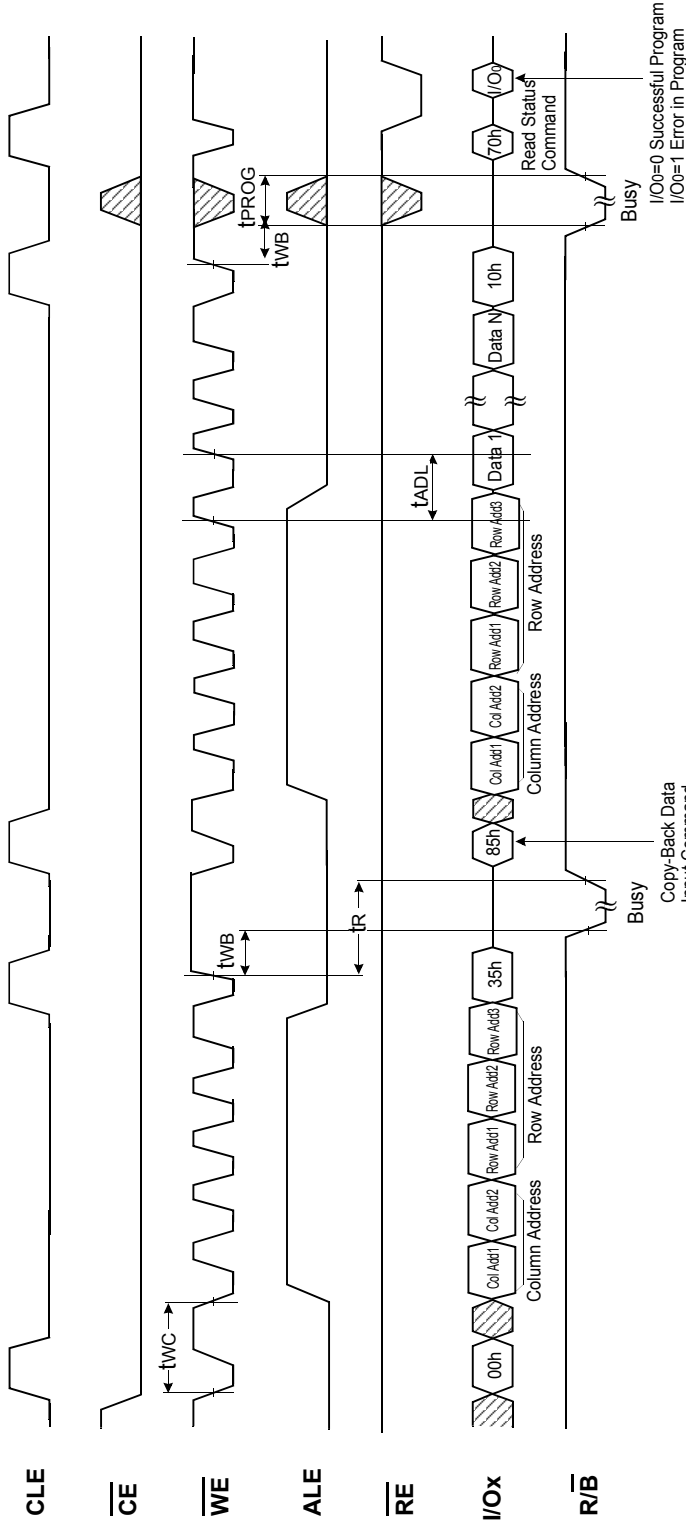 CLE
CE
WE
tWC
tWB
tWB
tPROG
ALE
RE
tR
tADL
I/Ox
00h
Col Add1
Col Add2
Row Add1
Row Add2
Row Add3
35h
85h
Col Add1
Col Add2
Row Add1
Row Add2
Row Add3
Data 1
Data N
10h
70h
I/O0
Column Address
Row Address
Column Address
Row Address
Read Status
Command
R/B
Busy
Busy
Copy-Back Data
Input Command
I/O0=0 Successful Program
I/O0=1 Error in Program